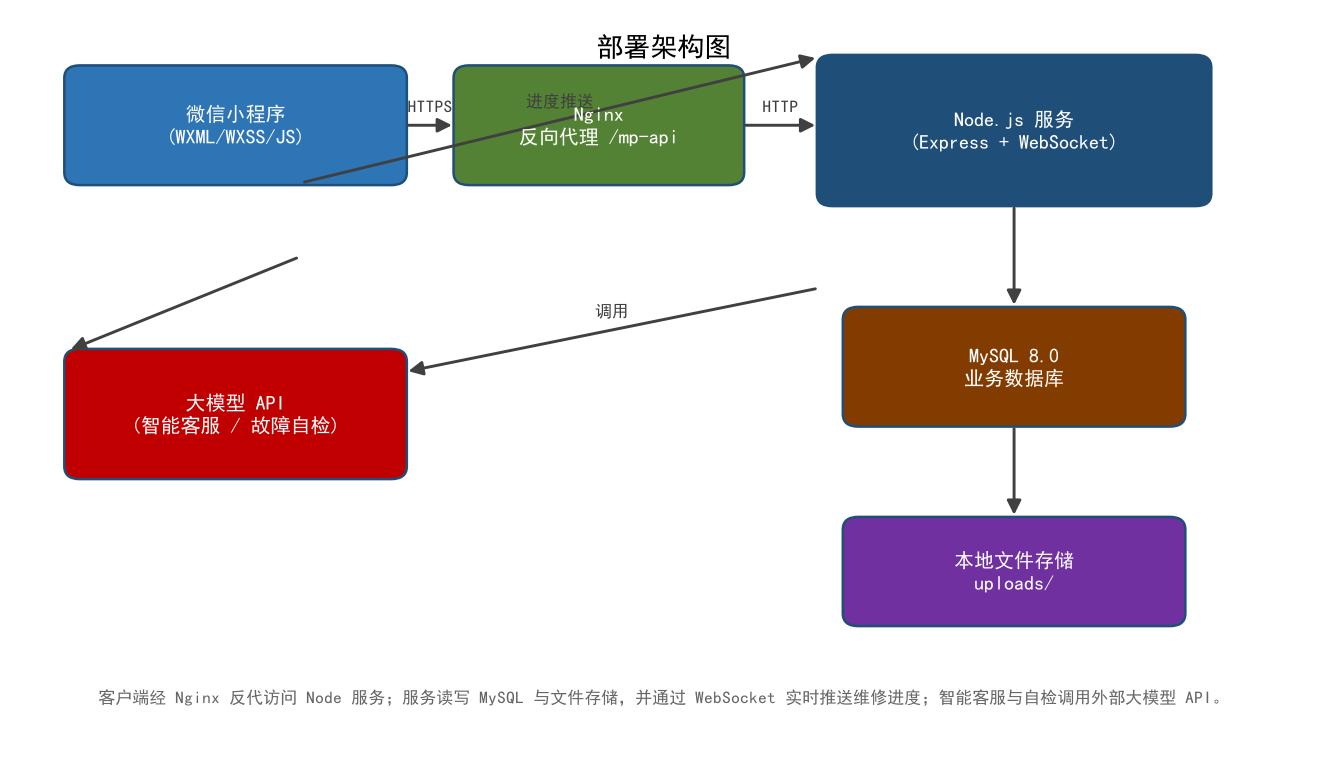 部署架构图
微信小程序
(WXML/WXSS/JS)
HTTPS
进度推送
Nginx
反向代理 /mp-api
HTTP
Node.js 服务
(Express + WebSocket)
调用
大模型 API
(智能客服 / 故障自检)
MySQL 8.0
业务数据库
本地文件存储
uploads/
客户端经 Nginx 反代访问 Node 服务；服务读写 MySQL 与文件存储，并通过 WebSocket 实时推送维修进度；智能客服与自检调用外部大模型 API。